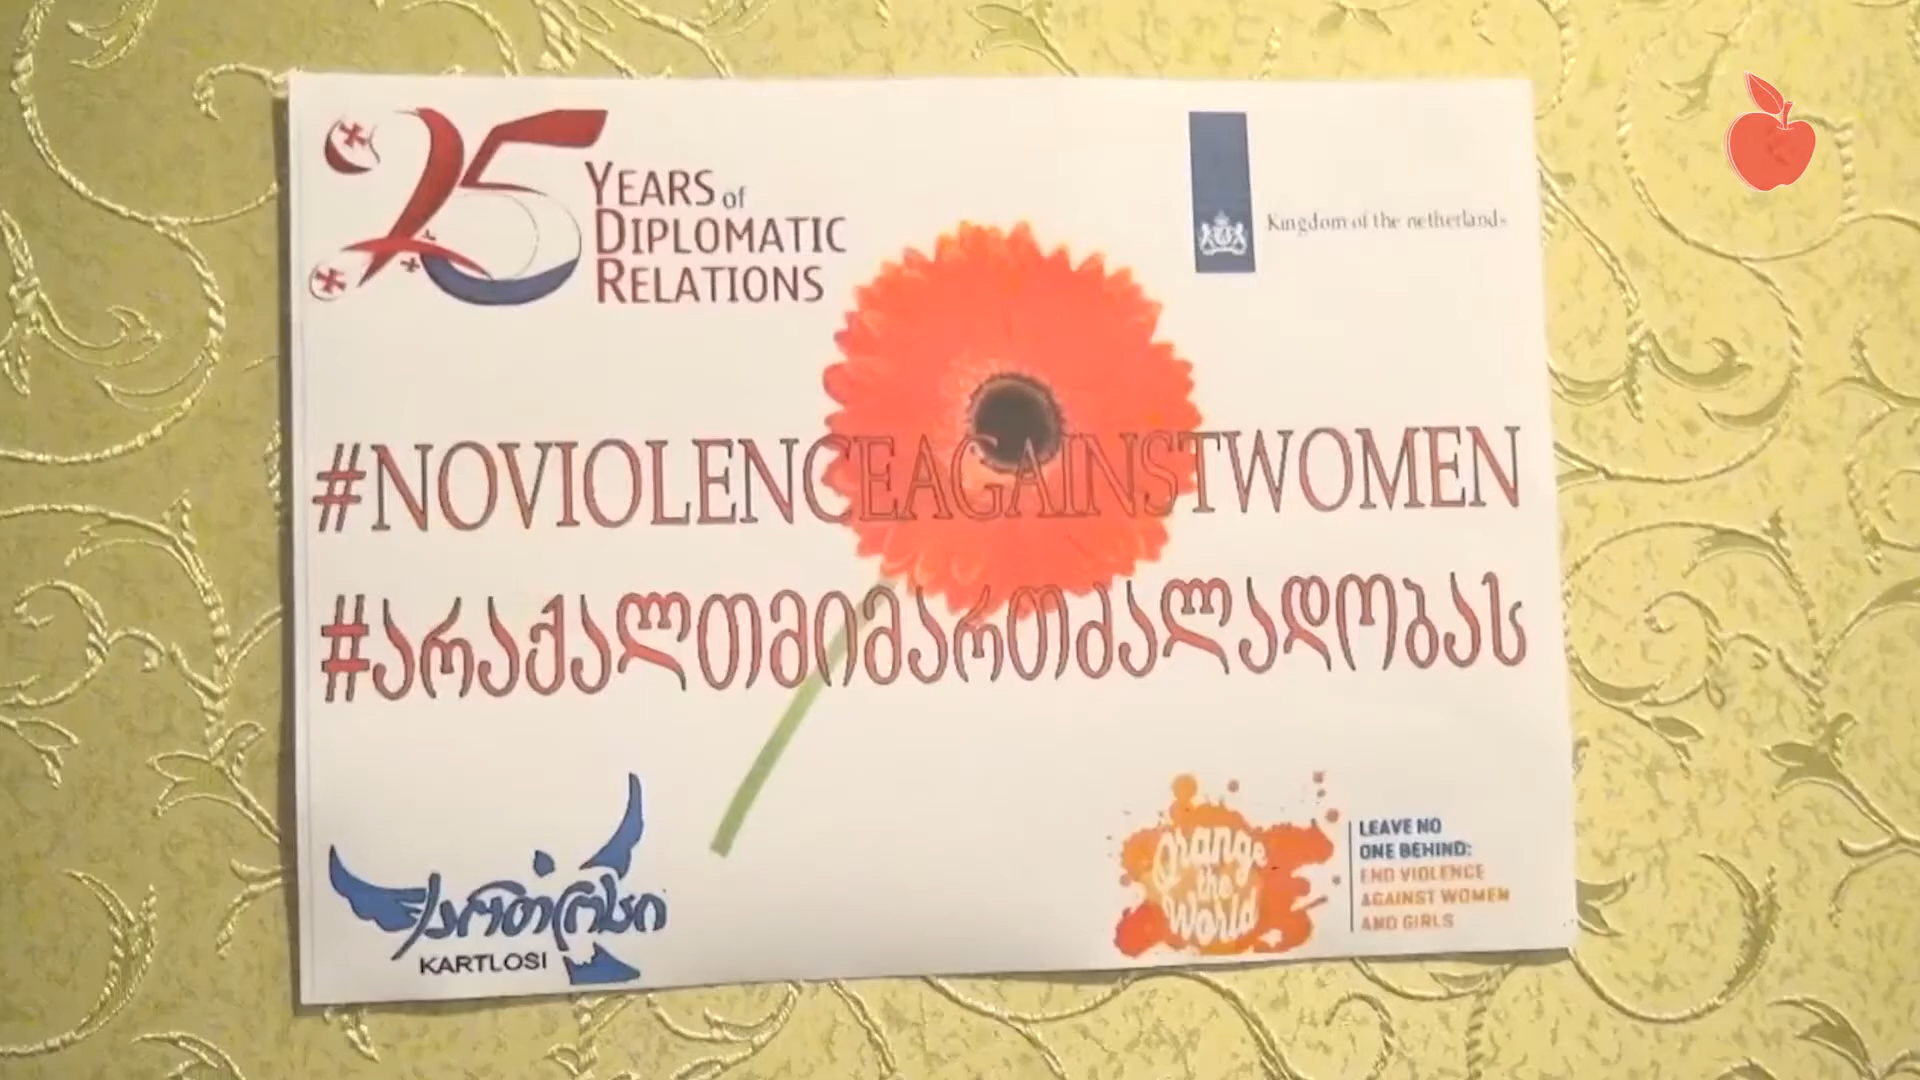 25 YEARS of
DIPLOMATIC
RELATIONS
Kingdom of the netherlands
#NOVIOLENCEAGAINSTWOMEN
#არაქალთმიმართძალადობას
ქართლოსი
KARTLOSI
Orange
the
World
LEAVE NO
ONE BEHIND:
END VIOLENCE
AGAINST WOMEN
AND GIRLS